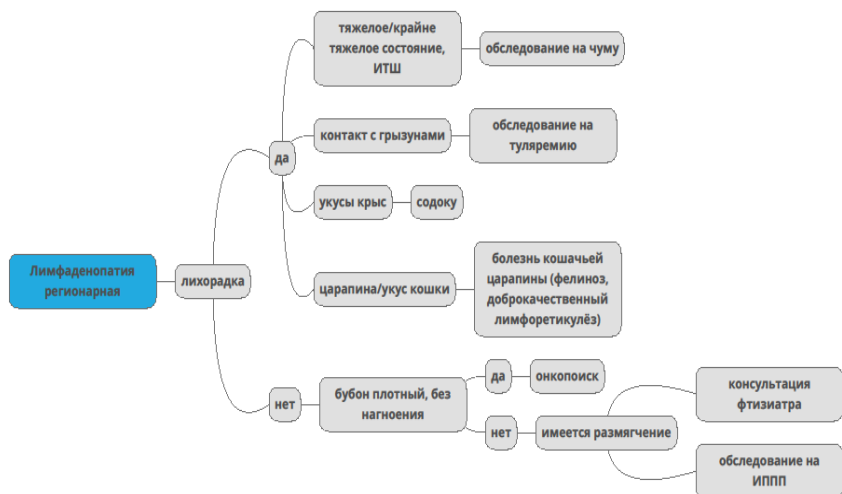 Лимфаденопатия
регионарная
лихорадка
да
тяжелое/крайне
тяжелое состояние,
ИТШ
обследование на чуму
контакт с грызунами
обследование на
туляремию
укусы крыс
содоку
царапина/укус кошки
болезнь кошачьей
царапины (фелиноз,
доброкачественный
лимфоретикулёз)
нет
бубон плотный, без
нагноения
да
онкопоиск
нет
имеется размягчение
консультация
фтизиатра
обследование на
ИППП